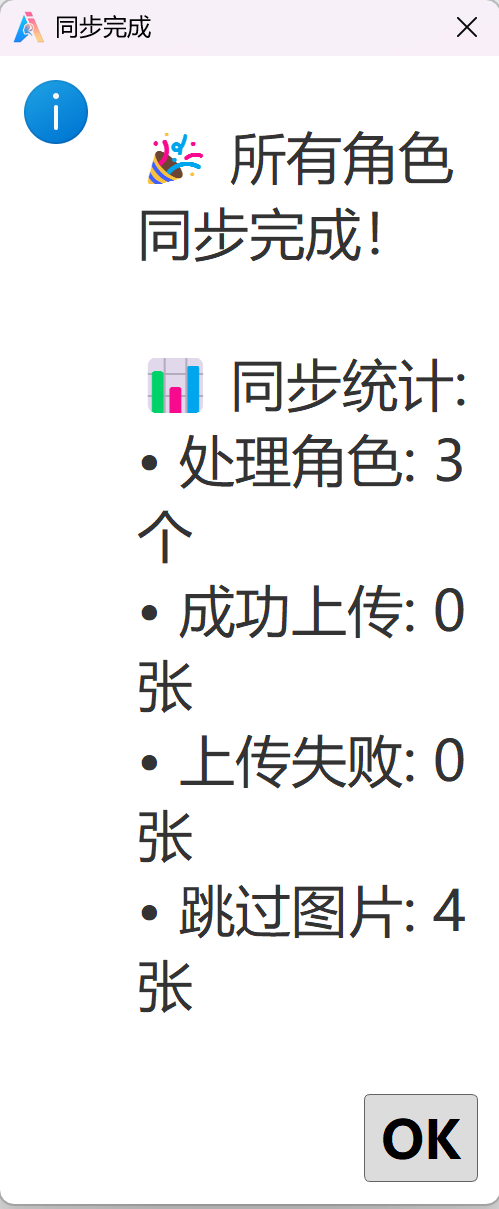 同步完成
🎉 所有角色
同步完成！
📊 同步统计:
• 处理角色: 3
个
• 成功上传: 0
张
• 上传失败: 0
张
• 跳过图片: 4
张
OK